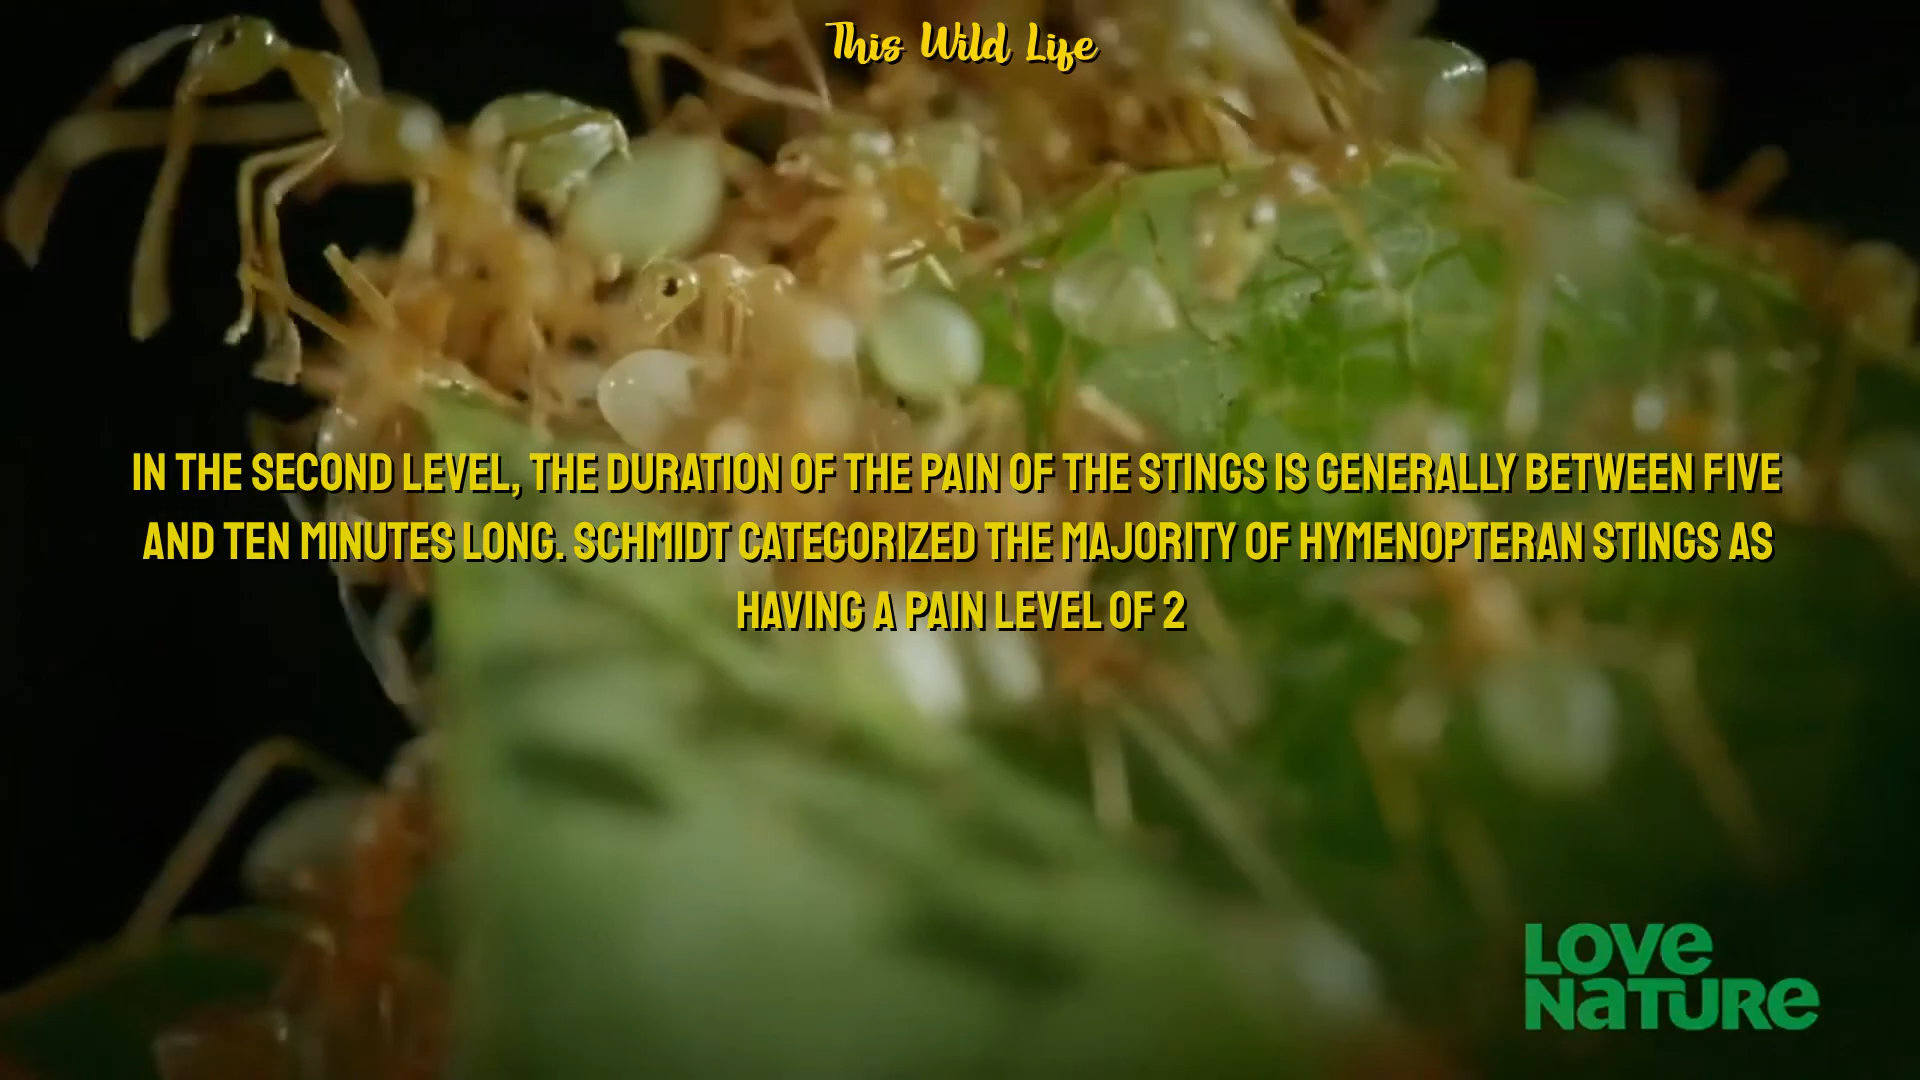 This Wild Life
IN THE SECOND LEVEL, THE DURATION OF THE PAIN OF THE STINGS IS GENERALLY BETWEEN FIVE
AND TEN MINUTES LONG. SCHMIDT CATEGORIZED THE MAJORITY OF HYMENOPTERAN STINGS AS
HAVING A PAIN LEVEL OF 2
LOVE
NATURE